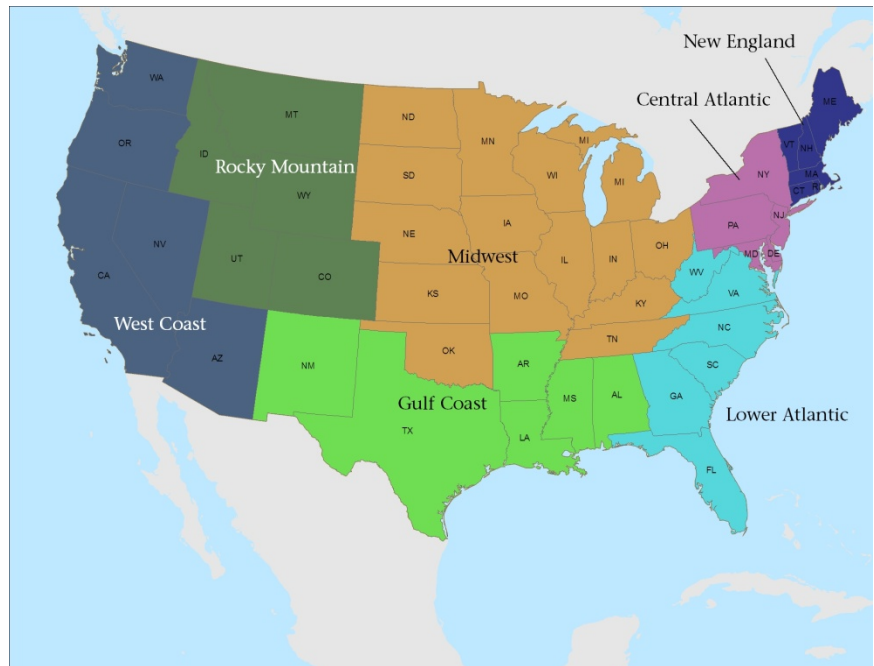 New England
Central Atlantic
WA
MT
ND
MN
MI
ME
VT
NH
OR
ID
Rocky Mountain
SD
WI
MI
NY
MA
CT
RI
WY
IA
PA
NJ
NV
UT
NE
Midwest
IL
IN
OH
MD
DE
CA
CO
KS
MO
KY
WV
VA
West Coast
AZ
NM
OK
AR
TN
NC
SC
Gulf Coast
TX
LA
MS
AL
GA
Lower Atlantic
FL